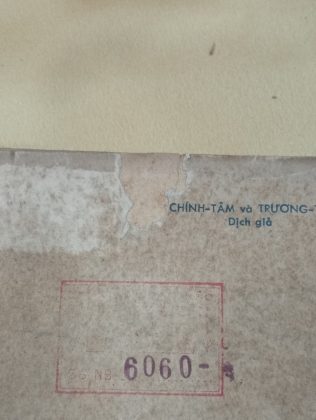 CHÍNH-TÂM và TRƯƠNG-
Dịch giả
6060-